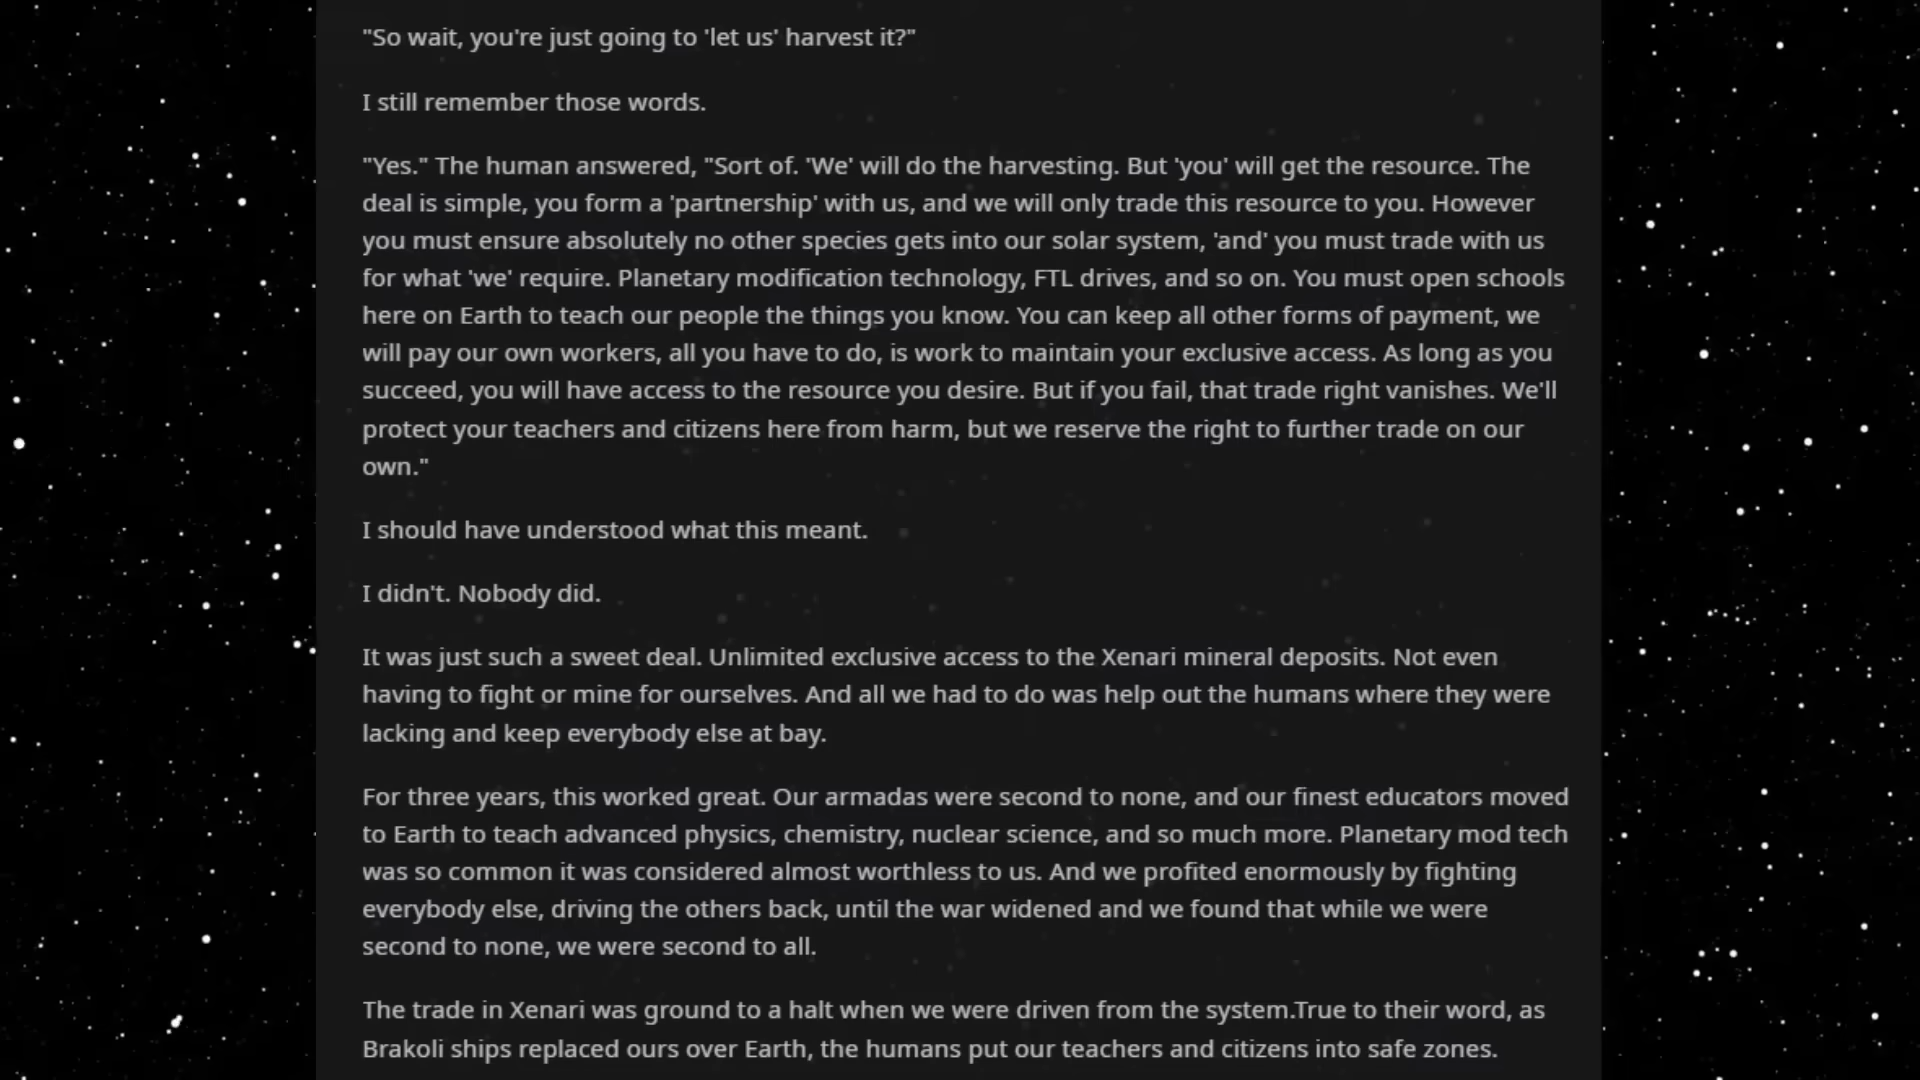 "So wait, you're just going to 'let us' harvest it?"
I still remember those words.
"Yes." The human answered, "Sort of. 'We' will do the harvesting. But 'you' will get the resource. The
deal is simple, you form a 'partnership' with us, and we will only trade this resource to you. However
you must ensure absolutely no other species gets into our solar system, 'and' you must trade with us
for what 'we' require. Planetary modification technology, FTL drives, and so on. You must open schools
here on Earth to teach our people the things you know. You can keep all other forms of payment, we
will pay our own workers, all you have to do, is work to maintain your exclusive access. As long as you
succeed, you will have access to the resource you desire. But if you fail, that trade right vanishes. We'll
protect your teachers and citizens here from harm, but we reserve the right to further trade on our
own."
I should have understood what this meant.
I didn't. Nobody did.
It was just such a sweet deal. Unlimited exclusive access to the Xenari mineral deposits. Not even
having to fight or mine for ourselves. And all we had to do was help out the humans where they were
lacking and keep everybody else at bay.
For three years, this worked great. Our armadas were second to none, and our finest educators moved
to Earth to teach advanced physics, chemistry, nuclear science, and so much more. Planetary mod tech
was so common it was considered almost worthless to us. And we profited enormously by fighting
everybody else, driving the others back, until the war widened and we found that while we were
second to none, we were second to all.
The trade in Xenari was ground to a halt when we were driven from the system.True to their word, as
Brakoli ships replaced ours over Earth, the humans put our teachers and citizens into safe zones.